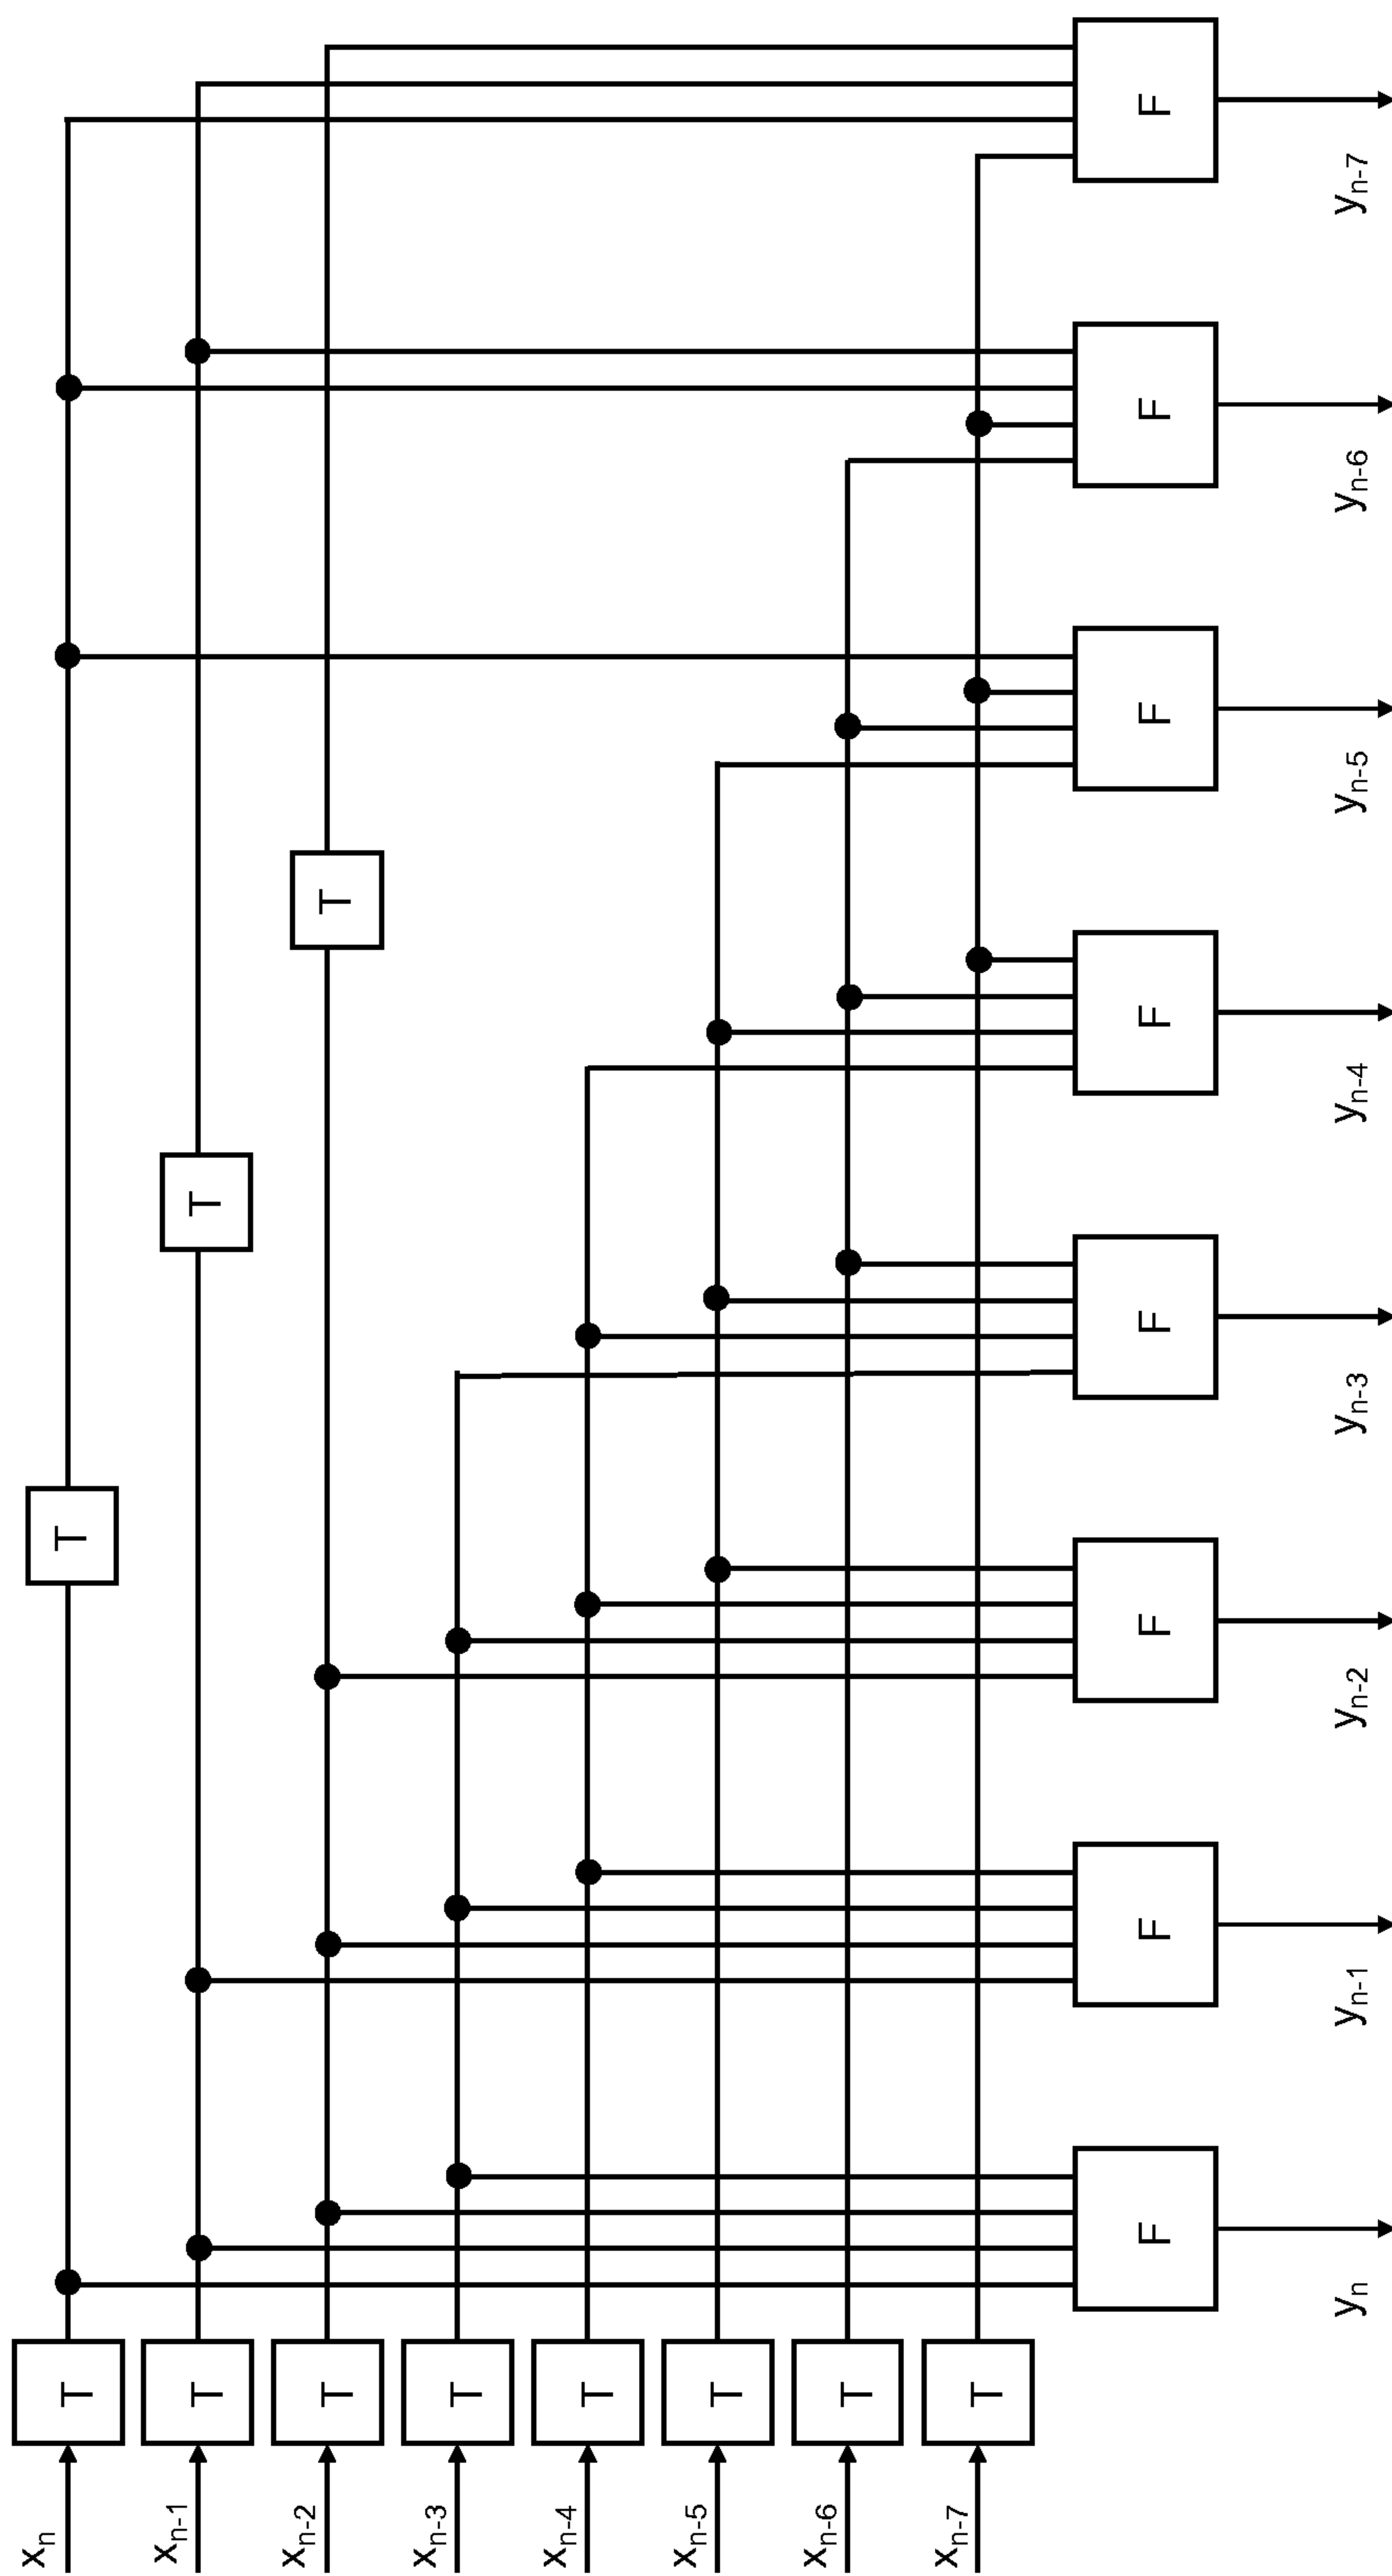 xn
xn-1
xn-2
xn-3
xn-4
xn-5
xn-6
xn-7
T
T
T
T
T
T
T
T
T
T
T
F
F
F
F
F
F
F
F
yn
yn-1
yn-2
yn-3
yn-4
yn-5
yn-6
yn-7